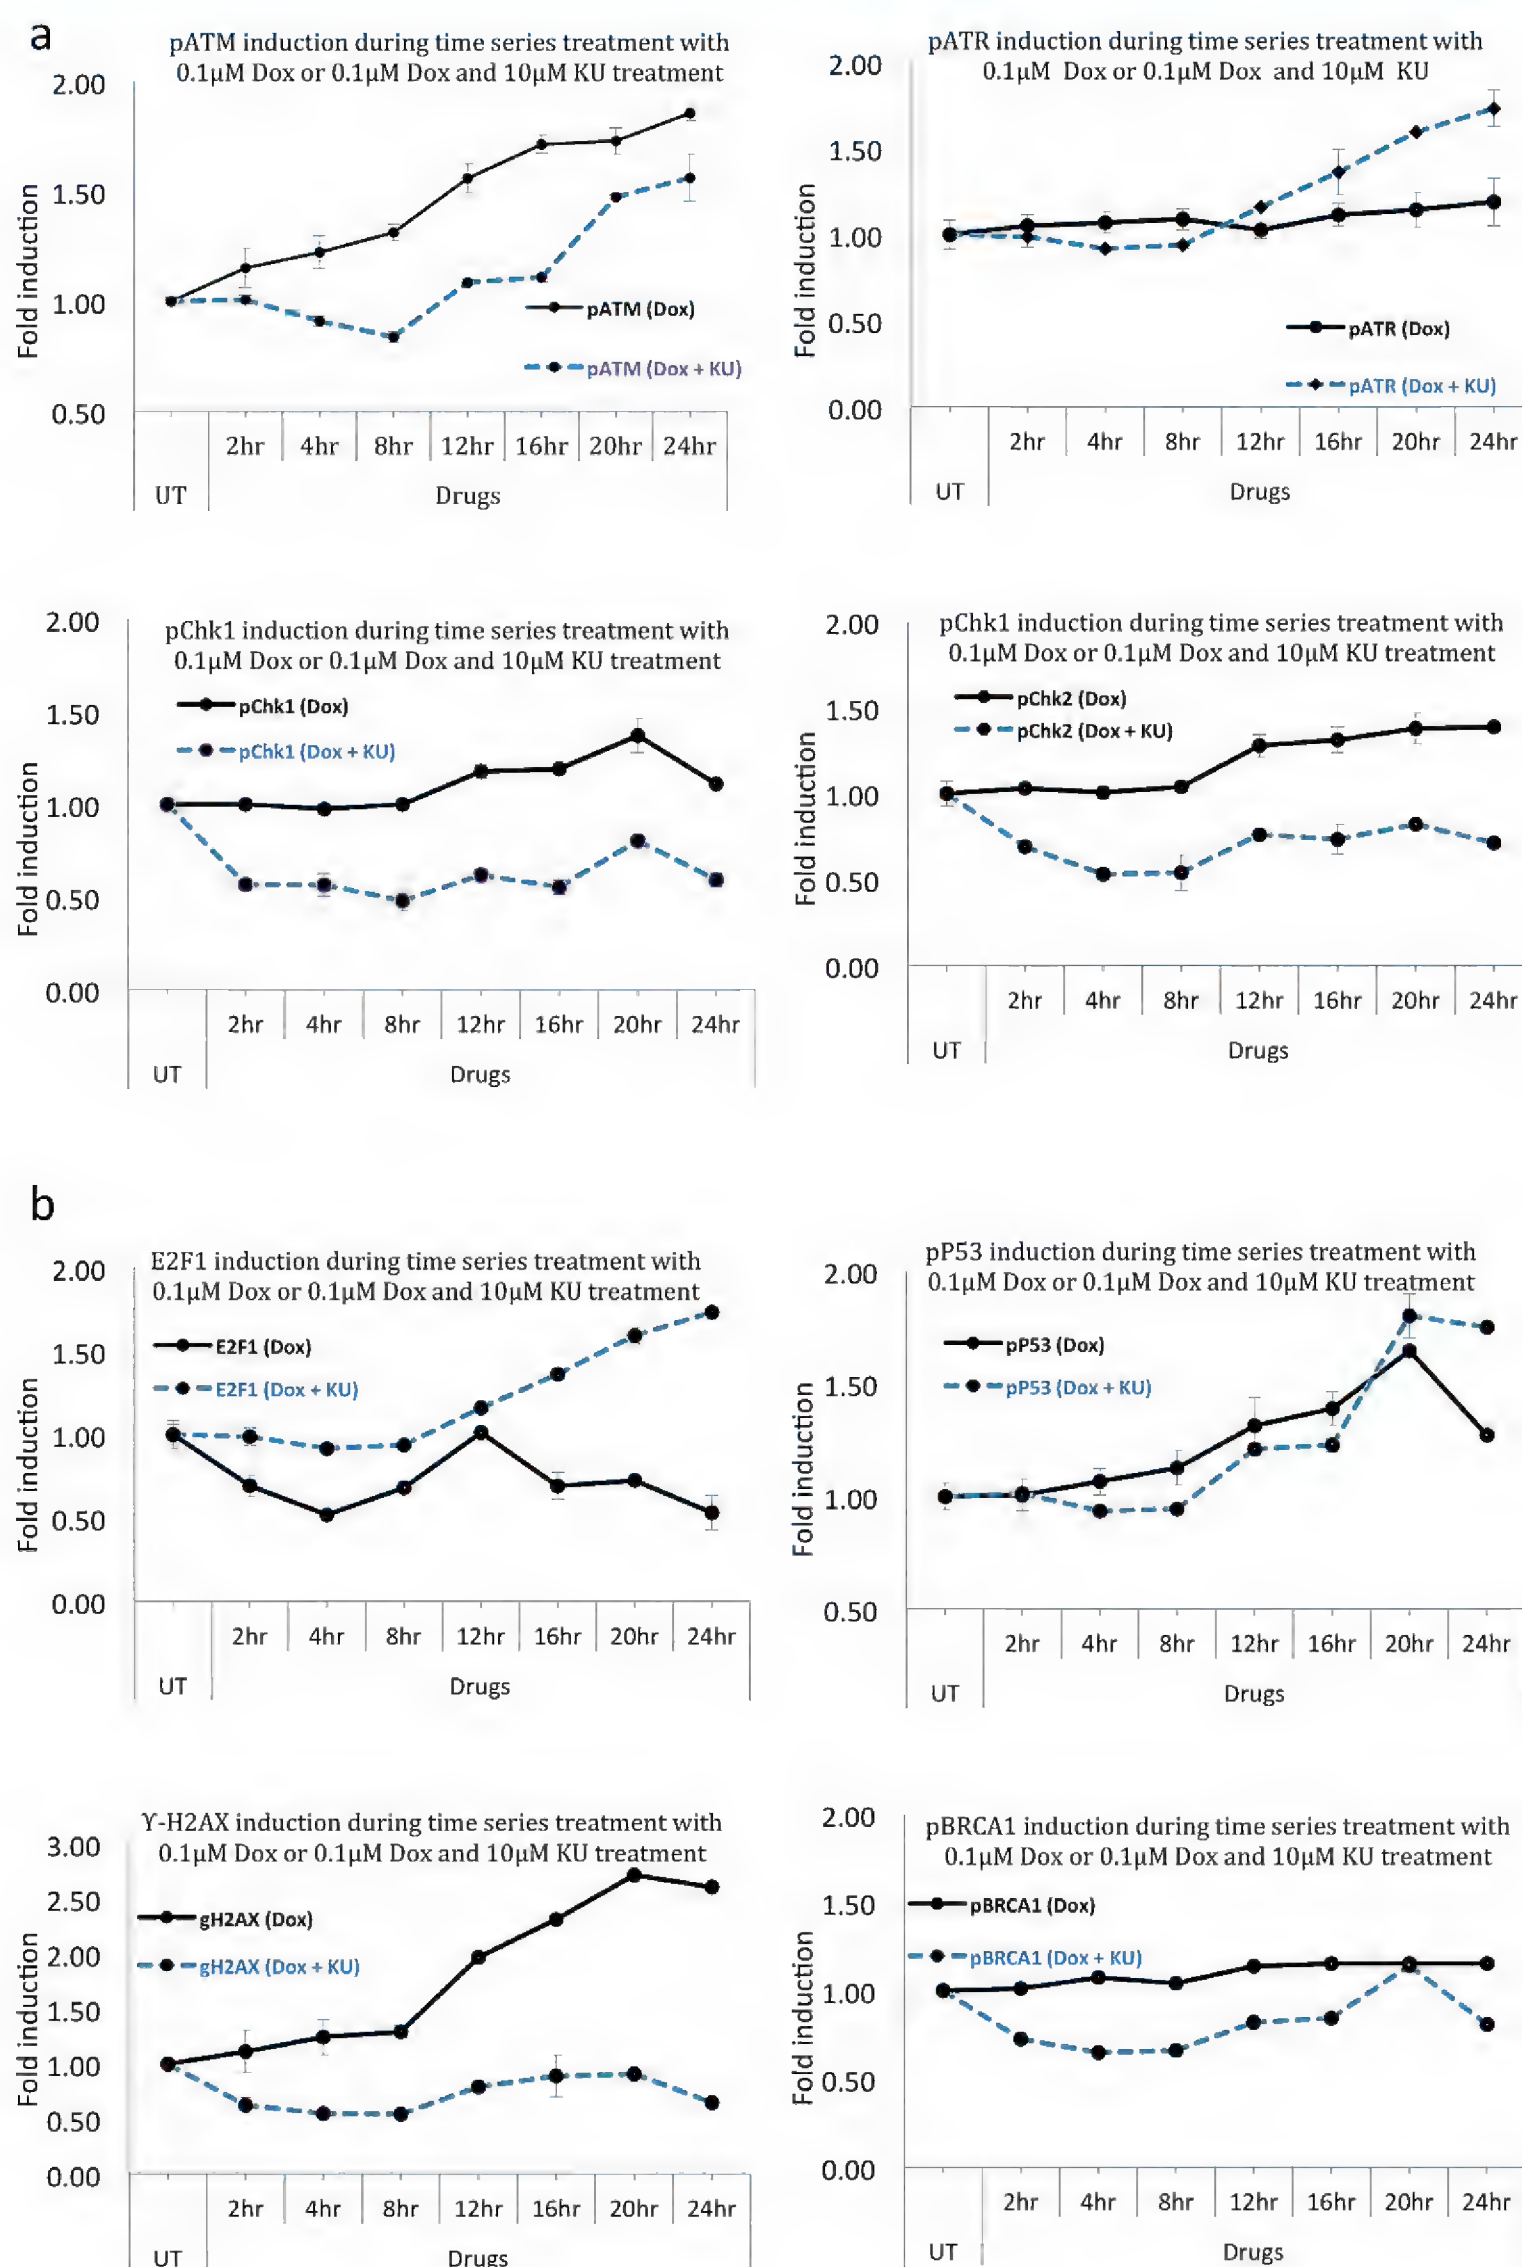 a
pATM induction during time series treatment with
0.1µM Dox or 0.1µM Dox and 10µM KU treatment
2.00
1.50
1.00
0.50
Fold induction
pATM (Dox)
pATM (Dox + KU)
2hr 4hr 8hr 12hr 16hr 20hr 24hr
UT Drugs
pATR induction during time series treatment with
0.1µM Dox or 0.1µM Dox and 10µM KU
2.00
1.50
1.00
0.50
0.00
Fold induction
pATR (Dox)
pATR (Dox + KU)
2hr 4hr 8hr 12hr 16hr 20hr 24hr
UT Drugs
pChk1 induction during time series treatment with
0.1µM Dox or 0.1µM Dox and 10µM KU treatment
2.00
1.50
1.00
0.50
0.00
Fold induction
pChk1 (Dox)
pChk1 (Dox + KU)
2hr 4hr 8hr 12hr 16hr 20hr 24hr
UT Drugs
pChk1 induction during time series treatment with
0.1µM Dox or 0.1µM Dox and 10µM KU treatment
2.00
1.50
1.00
0.50
0.00
Fold induction
pChk2 (Dox)
pChk2 (Dox + KU)
2hr 4hr 8hr 12hr 16hr 20hr 24hr
UT Drugs
b
E2F1 induction during time series treatment with
0.1µM Dox or 0.1µM Dox and 10µM KU treatment
2.00
1.50
1.00
0.50
0.00
Fold induction
E2F1 (Dox)
E2F1 (Dox + KU)
2hr 4hr 8hr 12hr 16hr 20hr 24hr
UT Drugs
pP53 induction during time series treatment with
0.1µM Dox or 0.1µM Dox and 10µM KU treatment
2.00
1.50
1.00
0.50
Fold induction
pP53 (Dox)
pP53 (Dox + KU)
2hr 4hr 8hr 12hr 16hr 20hr 24hr
UT Drugs
ϒ-H2AX induction during time series treatment with
0.1µM Dox or 0.1µM Dox and 10µM KU treatment
3.00
2.50
2.00
1.50
1.00
0.50
0.00
Fold induction
gH2AX (Dox)
gH2AX (Dox + KU)
2hr 4hr 8hr 12hr 16hr 20hr 24hr
UT Drugs
pBRCA1 induction during time series treatment with
0.1µM Dox or 0.1µM Dox and 10µM KU treatment
2.00
1.50
1.00
0.50
0.00
Fold induction
pBRCA1 (Dox)
pBRCA1 (Dox + KU)
2hr 4hr 8hr 12hr 16hr 20hr 24hr
UT Drugs